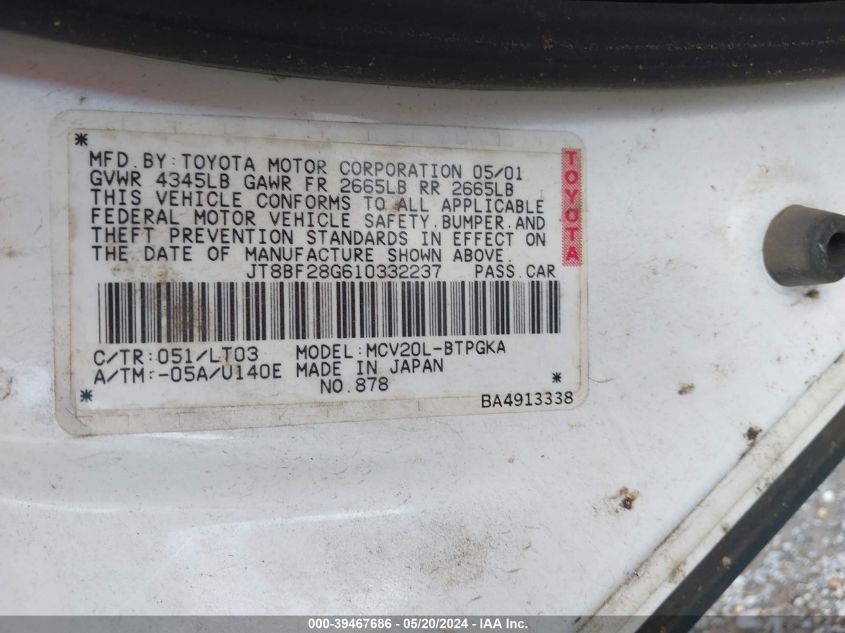 *
MFD.BY:TOYOTA MOTOR CORPORATION 05/01
GVWR 4345LB GAWR FR 2665LB RR 2665LB
THIS VEHICLE CONFORMS TO ALL APPLICABLE
FEDERAL MOTOR VEHICLE SAFETY,BUMPER,AND
THEFT PREVENTION STANDARDS IN EFFECT ON
THE DATE OF MANUFACTURE SHOWN ABOVE.
TOYOTA
JT8BF28G610332237 PASS.CAR
C/TR:051/LT03 MODEL:MCV20L-BTPGKA
A/TM:-05A/U140E MADE IN JAPAN
* NO.878 *
BA4913338
000-39467686 - 05/20/2024 - IAA Inc.